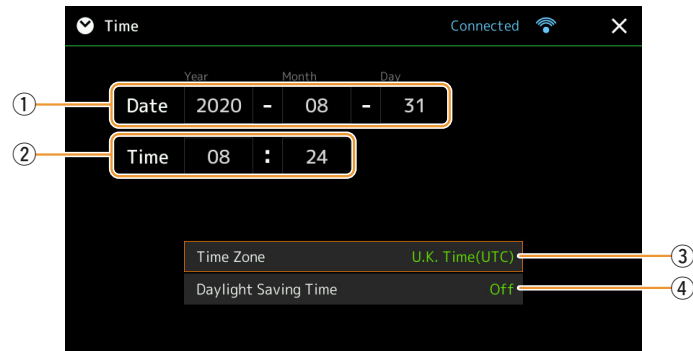 Time Connected
Year Month Day
① Date 2020 - 08 - 31
② Time 08 : 24
Time Zone U.K. Time(UTC) ③
Daylight Saving Time Off ④